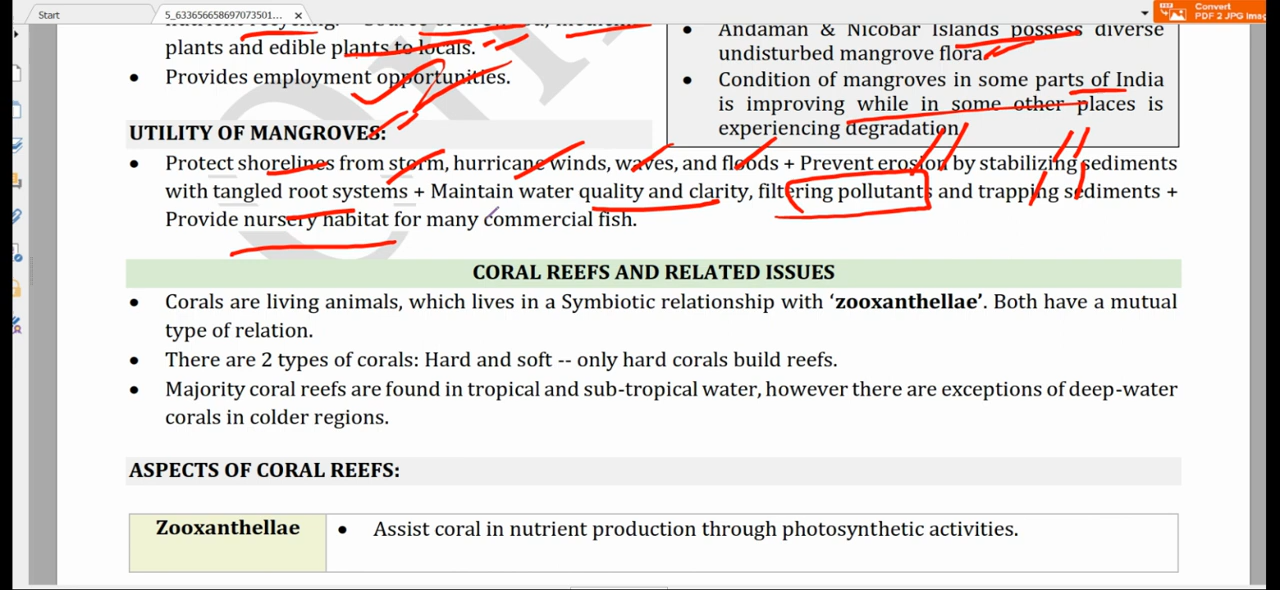 Start
5_633656658697073501...
Convert
PDF 2 JPG Imag
plants and edible plants to locals.
• Provides employment opportunities.
• Andaman & Nicobar Islands possess diverse
undisturbed mangrove flora.
• Condition of mangroves in some parts of India
is improving while in some other places is
experiencing degradation
UTILITY OF MANGROVES:
• Protect shorelines from storm, hurricane winds, waves, and floods + Prevent erosion by stabilizing sediments
with tangled root systems + Maintain water quality and clarity, filtering pollutants and trapping sediments +
Provide nursery habitat for many commercial fish.
CORAL REEFS AND RELATED ISSUES
• Corals are living animals, which lives in a Symbiotic relationship with ‘zooxanthellae’. Both have a mutual
type of relation.
• There are 2 types of corals: Hard and soft -- only hard corals build reefs.
• Majority coral reefs are found in tropical and sub-tropical water, however there are exceptions of deep-water
corals in colder regions.
ASPECTS OF CORAL REEFS:
Zooxanthellae
• Assist coral in nutrient production through photosynthetic activities.